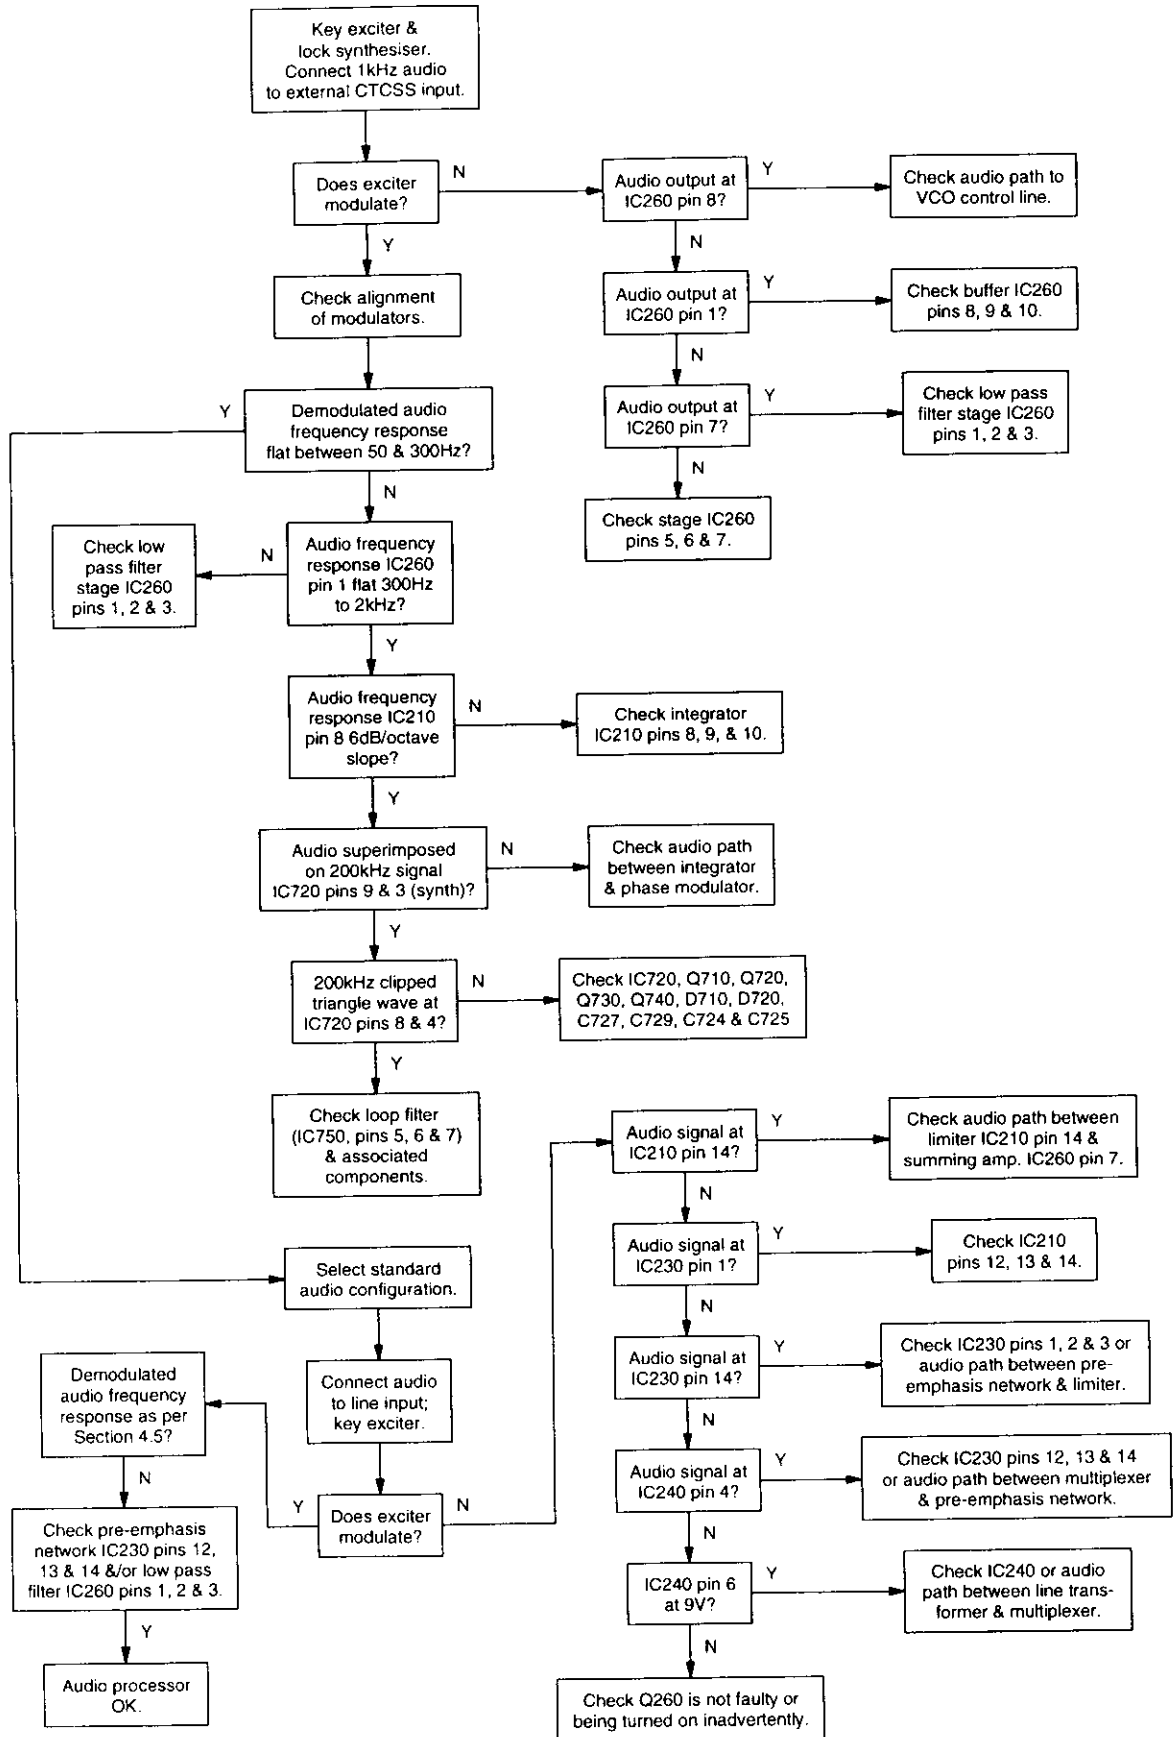 Key exciter &
lock synthesiser.
Connect 1kHz audio
to external CTCSS input.
Does exciter
modulate?
N
Audio output at
IC260 pin 8?
Y
Check audio path to
VCO control line.
Y
N
Check alignment
of modulators.
Audio output at
IC260 pin 1?
Y
Check buffer IC260
pins 8, 9 & 10.
N
Y
Demodulated audio
frequency response
flat between 50 & 300Hz?
Audio output at
IC260 pin 7?
Y
Check low pass
filter stage IC260
pins 1, 2 & 3.
N
N
Check stage IC260
pins 5, 6 & 7.
Check low
pass filter
stage IC260
pins 1, 2 & 3.
N
Audio frequency
response IC260
pin 1 flat 300Hz
to 2kHz?
Y
Audio frequency
response IC210
pin 8 6dB/octave
slope?
N
Check integrator
IC210 pins 8, 9, & 10.
Y
Audio superimposed
on 200kHz signal
IC720 pins 9 & 3 (synth)?
N
Check audio path
between integrator
& phase modulator.
Y
200kHz clipped
triangle wave at
IC720 pins 8 & 4?
N
Check IC720, Q710, Q720,
Q730, Q740, D710, D720,
C727, C729, C724 & C725
Y
Check loop filter
(IC750, pins 5, 6 & 7)
& associated
components.
Audio signal at
IC210 pin 14?
Y
Check audio path between
limiter IC210 pin 14 &
summing amp. IC260 pin 7.
N
Select standard
audio configuration.
Audio signal at
IC230 pin 1?
Y
Check IC210
pins 12, 13 & 14.
N
Demodulated
audio frequency
response as per
Section 4.5?
Connect audio
to line input;
key exciter.
Audio signal at
IC230 pin 14?
Y
Check IC230 pins 1, 2 & 3 or
audio path between pre-
emphasis network & limiter.
N
N
Y
Does exciter
modulate?
N
Audio signal at
IC240 pin 4?
Y
Check IC230 pins 12, 13 & 14
or audio path between multiplexer
& pre-emphasis network.
Check pre-emphasis
network IC230 pins 12,
13 & 14 &/or low pass
filter IC260 pins 1, 2 & 3.
N
IC240 pin 6
at 9V?
Y
Check IC240 or audio
path between line trans-
former & multiplexer.
Y
N
Audio processor
OK.
Check Q260 is not faulty or
being turned on inadvertently.